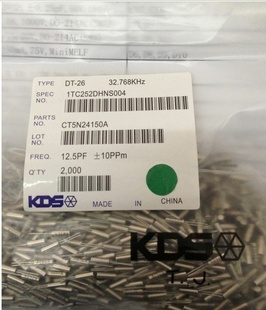 TYPE DT-26 32.768KHz
SPEC NO. 1TC252DHNS004
PARTS NO. CT5N24150A
LOT NO.
FREQ. 12.5PF ±10PPm
Q'TY 2,000
KDS MADE IN CHINA
KDS